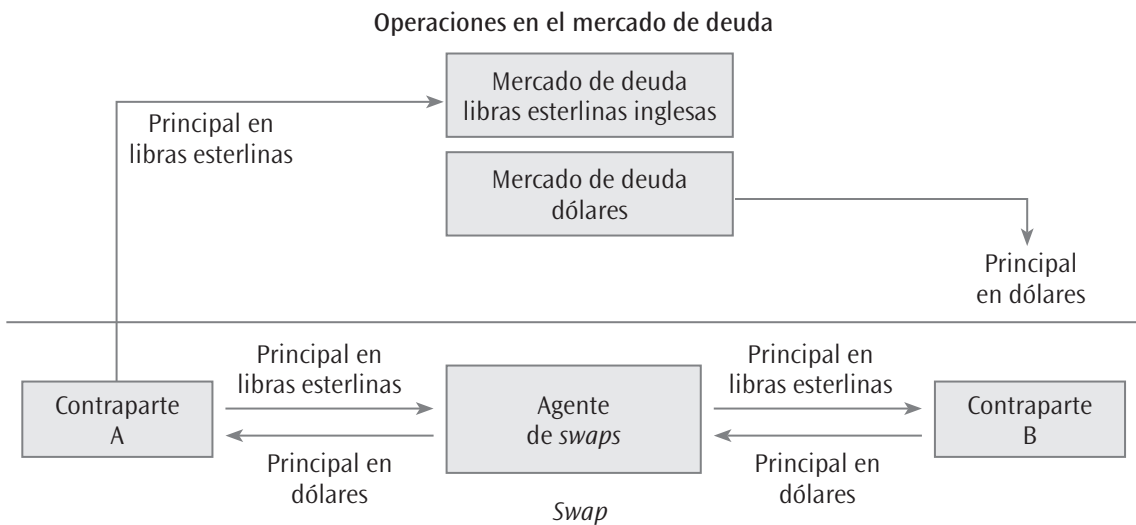 Operaciones en el mercado de deuda
Mercado de deuda
libras esterlinas inglesas
Principal en
libras esterlinas
Mercado de deuda
dólares
Principal
en dólares
Principal en
libras esterlinas
Principal en
libras esterlinas
Contraparte
A
Agente
de swaps
Contraparte
B
Principal en
dólares
Principal en
dólares
Swap